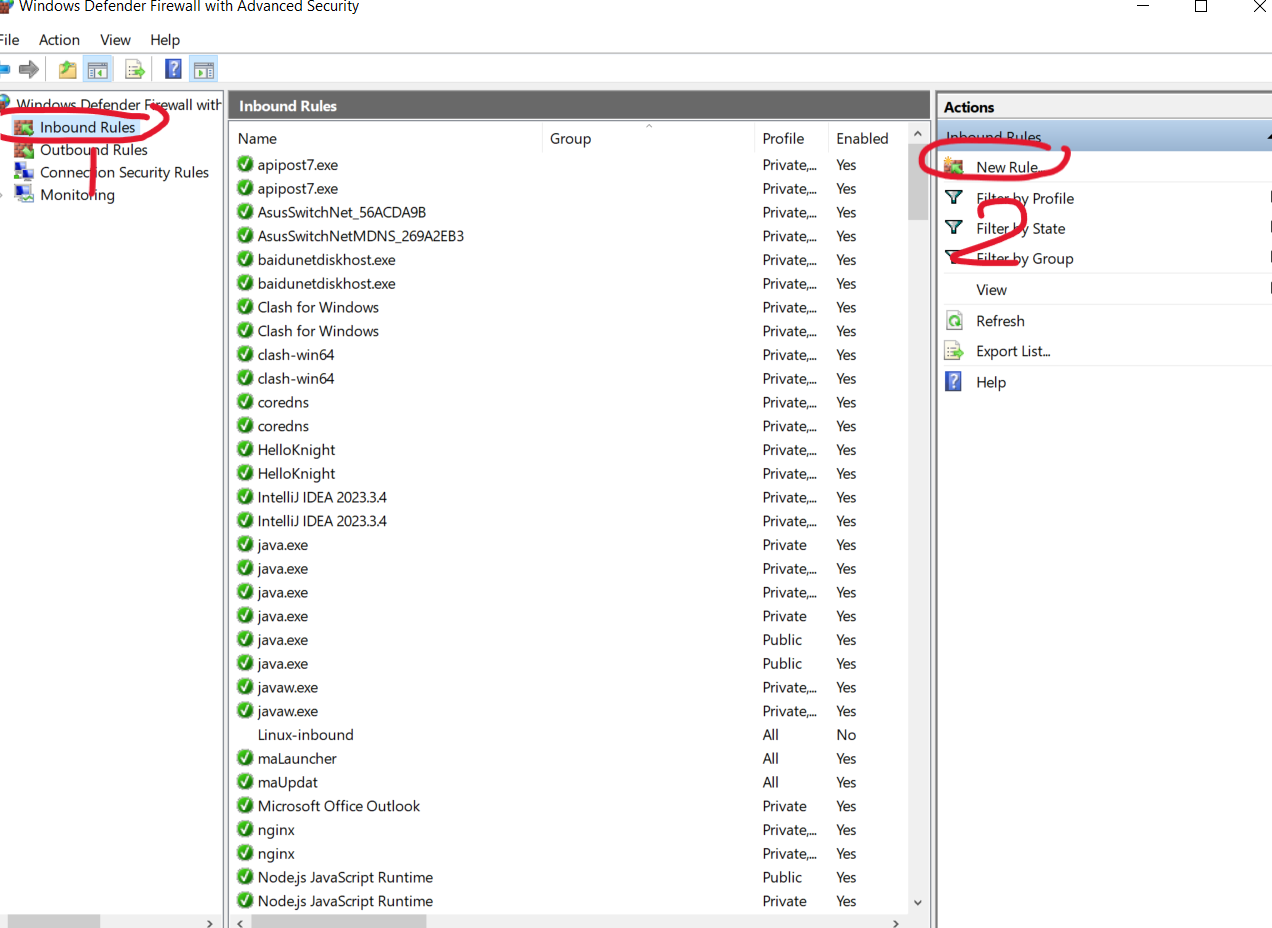 Windows Defender Firewall with Advanced Security
File Action View Help
Windows Defender Firewall with
Inbound Rules
Outbound Rules
Connection Security Rules
Monitoring
1
Inbound Rules
Name Group Profile Enabled
apipost7.exe Private,... Yes
apipost7.exe Private,... Yes
AsusSwitchNet_56ACDA9B Private,... Yes
AsusSwitchNetMDNS_269A2EB3 Private,... Yes
baidunetdiskhost.exe Private,... Yes
baidunetdiskhost.exe Private,... Yes
Clash for Windows Private,... Yes
Clash for Windows Private,... Yes
clash-win64 Private,... Yes
clash-win64 Private,... Yes
coredns Private,... Yes
coredns Private,... Yes
HelloKnight Private,... Yes
HelloKnight Private,... Yes
IntelliJ IDEA 2023.3.4 Private,... Yes
IntelliJ IDEA 2023.3.4 Private,... Yes
java.exe Private Yes
java.exe Private,... Yes
java.exe Private,... Yes
java.exe Private Yes
java.exe Public Yes
java.exe Public Yes
javaw.exe Private,... Yes
javaw.exe Private,... Yes
Linux-inbound All No
maLauncher All Yes
maUpdat All Yes
Microsoft Office Outlook Private Yes
nginx Private,... Yes
nginx Private,... Yes
Node.js JavaScript Runtime Public Yes
Node.js JavaScript Runtime Private Yes
Actions
Inbound Rules
New Rule...
Filter by Profile
Filter by State
Filter by Group
2
View
Refresh
Export List...
Help